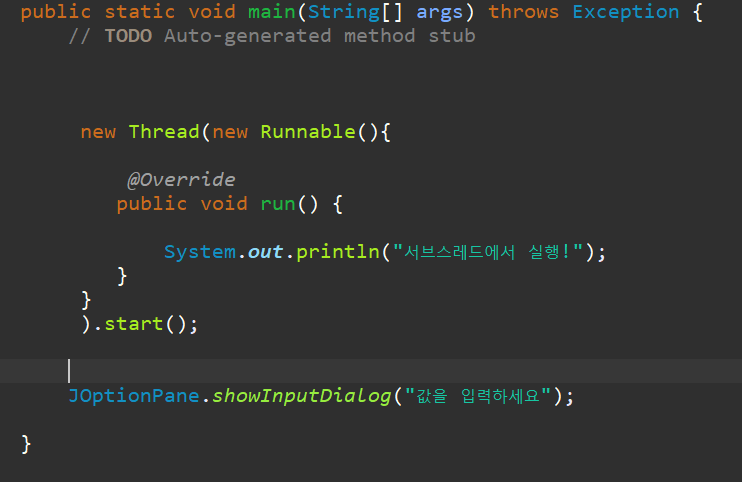 public static void main(String[] args) throws Exception {
// TODO Auto-generated method stub
new Thread(new Runnable(){
@Override
public void run() {
System.out.println("서브스레드에서 실행!");
}
}
).start();
JOptionPane.showInputDialog("값을 입력하세요");
}